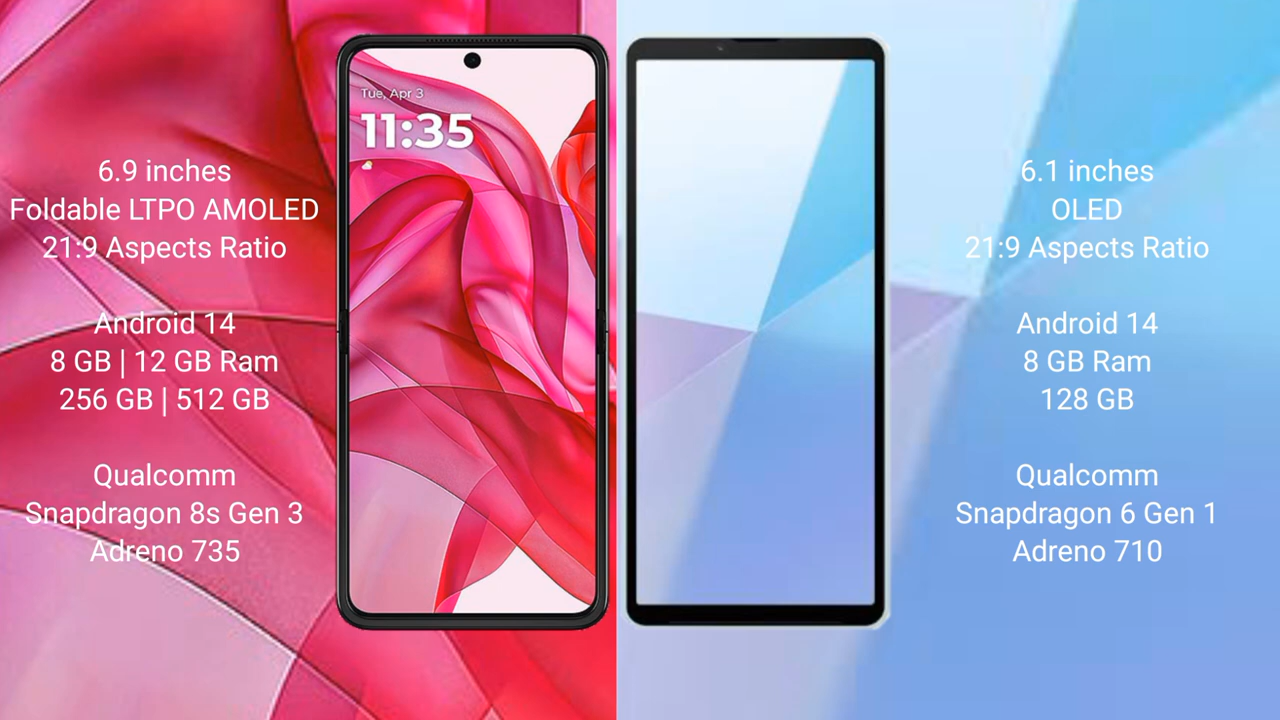 6.9 inches
Foldable LTPO AMOLED
21:9 Aspects Ratio
Android 14
8 GB | 12 GB Ram
256 GB | 512 GB
Qualcomm
Snapdragon 8s Gen 3
Adreno 735
Tue, Apr 3
11:35
6.1 inches
OLED
21:9 Aspects Ratio
Android 14
8 GB Ram
128 GB
Qualcomm
Snapdragon 6 Gen 1
Adreno 710